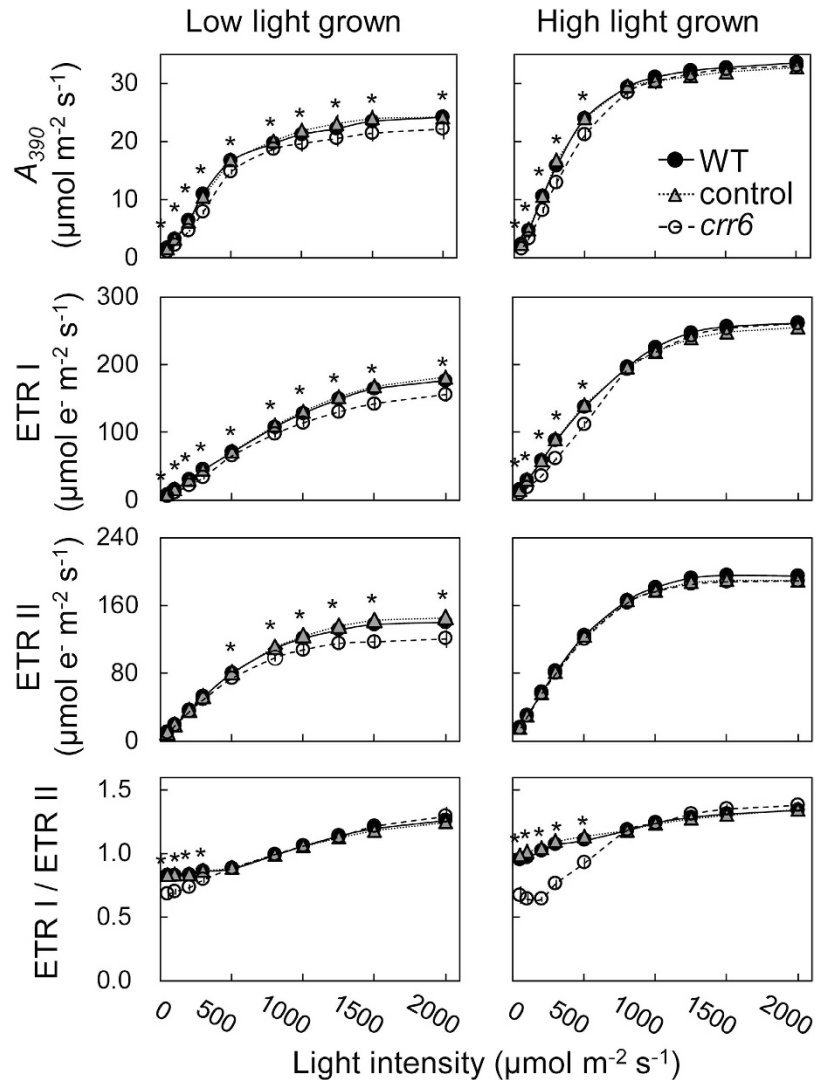 Low light grown
High light grown
A390
(µmol m-2 s-1)
30
20
10
0
* * * * * * * * * *
* * * * *
WT
control
crr6
ETR I
(µmol e- m-2 s-1)
300
200
100
0
* * * * * * * * * *
* * * * *
ETR II
(µmol e- m-2 s-1)
240
160
80
0
* * * * * *
ETR I / ETR II
1.5
1.0
0.5
0.0
* * * *
* * * * *
0 500 1000 1500 2000
0 500 1000 1500 2000
Light intensity (µmol m-2 s-1)